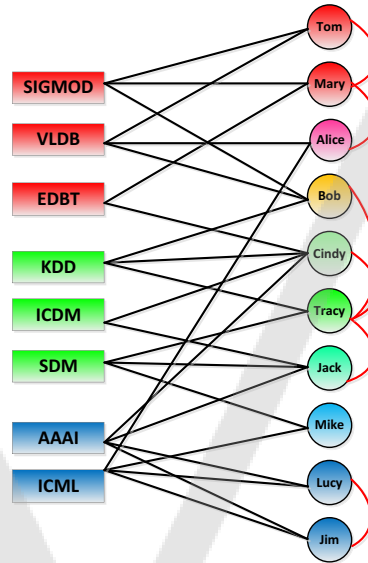 Tom
SIGMOD
Mary
VLDB
Alice
EDBT
Bob
KDD
Cindy
ICDM
Tracy
SDM
Jack
AAAI
Mike
ICML
Lucy
Jim